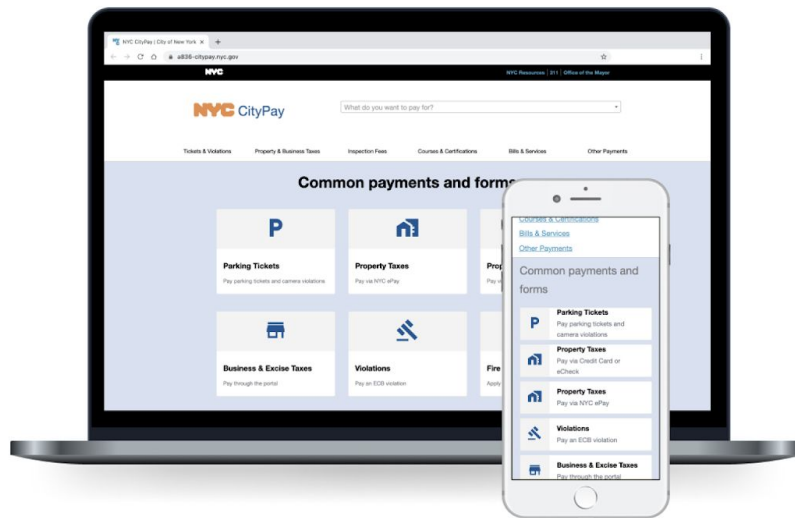 NYC CityPay | City of New York
a836-citypay.nyc.gov
NYC
NYC Resources | 311 | Office of the Mayor
NYC CityPay
What do you want to pay for?
Tickets & Violations
Property & Business Taxes
Inspection Fees
Courses & Certifications
Bills & Services
Other Payments
Common payments and forms
P
Parking Tickets
Pay parking tickets and camera violations
Property Taxes
Pay via NYC ePay
Prop
Pay vi
Business & Excise Taxes
Pay through the portal
Violations
Pay an ECB violation
Fire
Apply
Courses & Certifications
Bills & Services
Other Payments
Common payments and
forms
P
Parking Tickets
Pay parking tickets and
camera violations
Property Taxes
Pay via Credit Card or
eCheck
Property Taxes
Pay via NYC ePay
Violations
Pay an ECB violation
Business & Excise Taxes
Pay through the portal